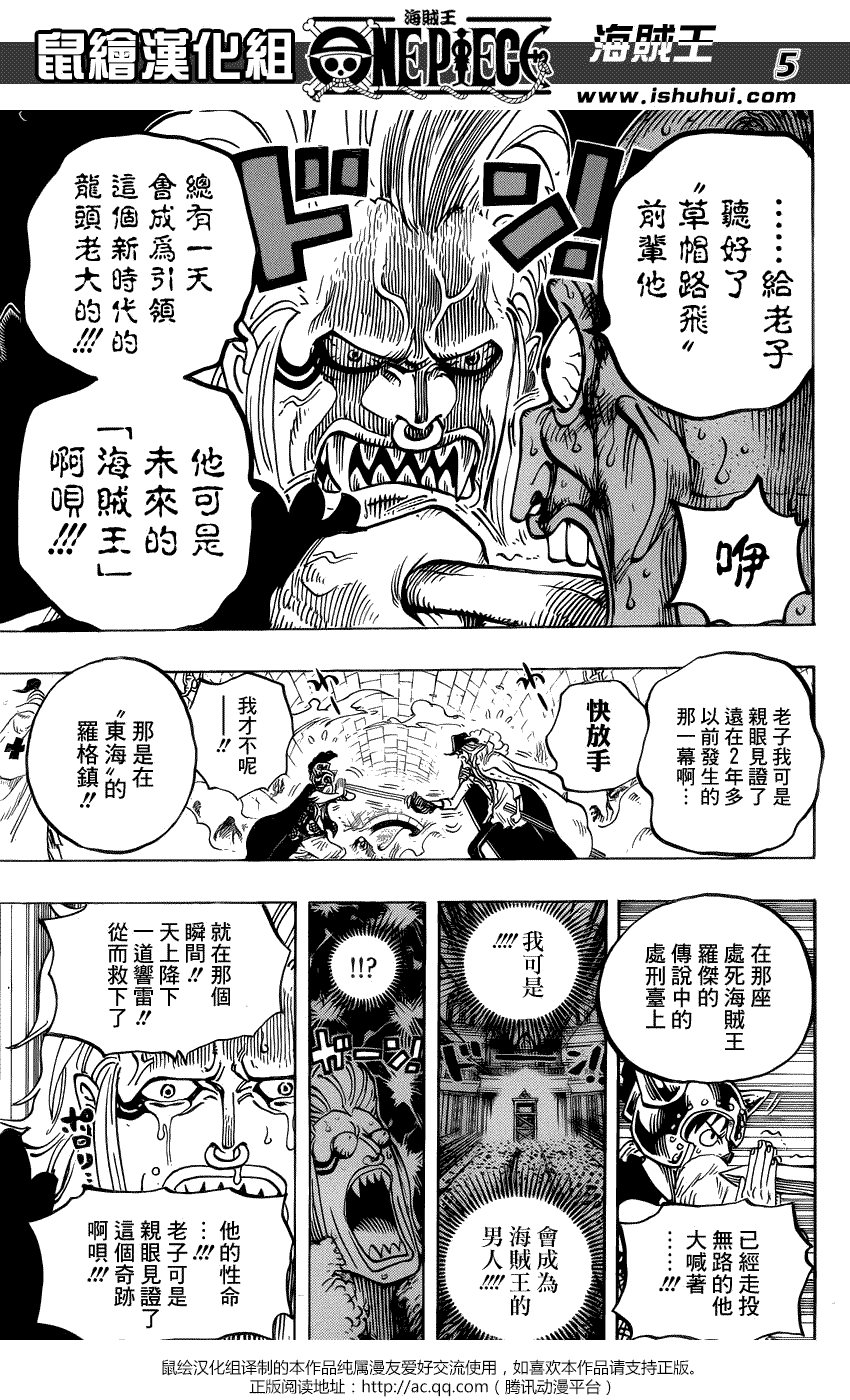 鼠繪漢化組
海賊王
ONE PIECE
海賊王
5
www.ishuhui.com
……給老子
聽好了
〝草帽路飛〞
前輩他
ドン!!
總有一天
會成爲引領
這個新時代的
龍頭老大的!!!
咿
他可是
未來的
「海賊王」
啊唄!!!
老子我可是
親眼見證了
遠在2年多
以前發生的
那一幕啊…
快放手
我才不呢
──!!
那是在
〝東海〞的
羅格鎮!!
在那座
處死海賊王
羅傑的
傳說中的
處刑臺上
已經走投
無路的他
大喊著
……!!!
我可是
!!!!
會成為
海賊王的
男人!!!!
!!?
ガーン!!
就在那個
瞬間!!
天上降下
一道響雷!!
從而救下了
ポロリ…
他的性命
…!!!
老子可是
親眼見證了
這個奇跡
啊唄!!!
鼠绘汉化组译制的本作品纯属漫友爱好交流使用，如喜欢本作品请支持正版。
正版阅读地址：http://ac.qq.com（腾讯动漫平台）